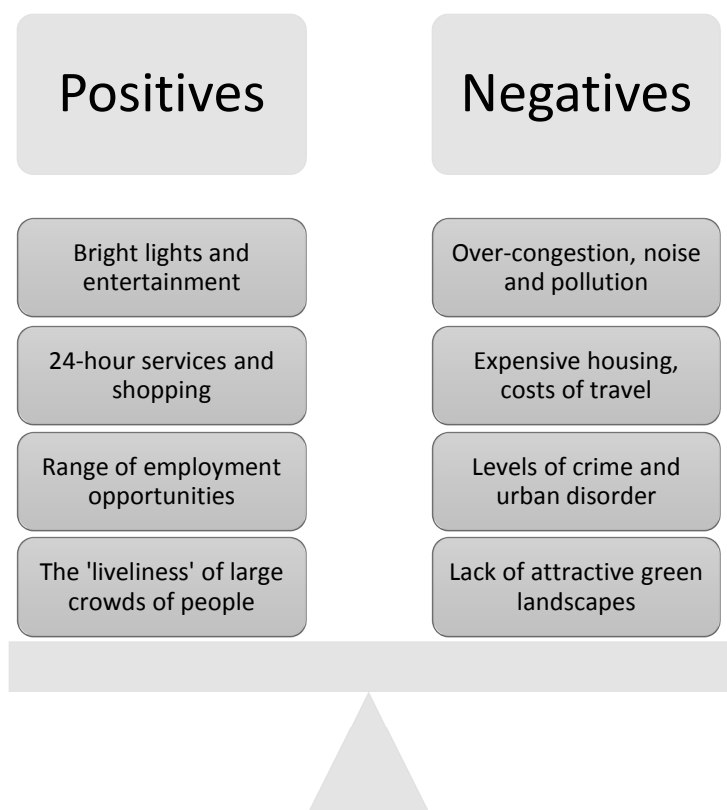 Positives
Negatives
Bright lights and
entertainment
24-hour services and
shopping
Range of employment
opportunities
The 'liveliness' of large
crowds of people
Over-congestion, noise
and pollution
Expensive housing,
costs of travel
Levels of crime and
urban disorder
Lack of attractive green
landscapes